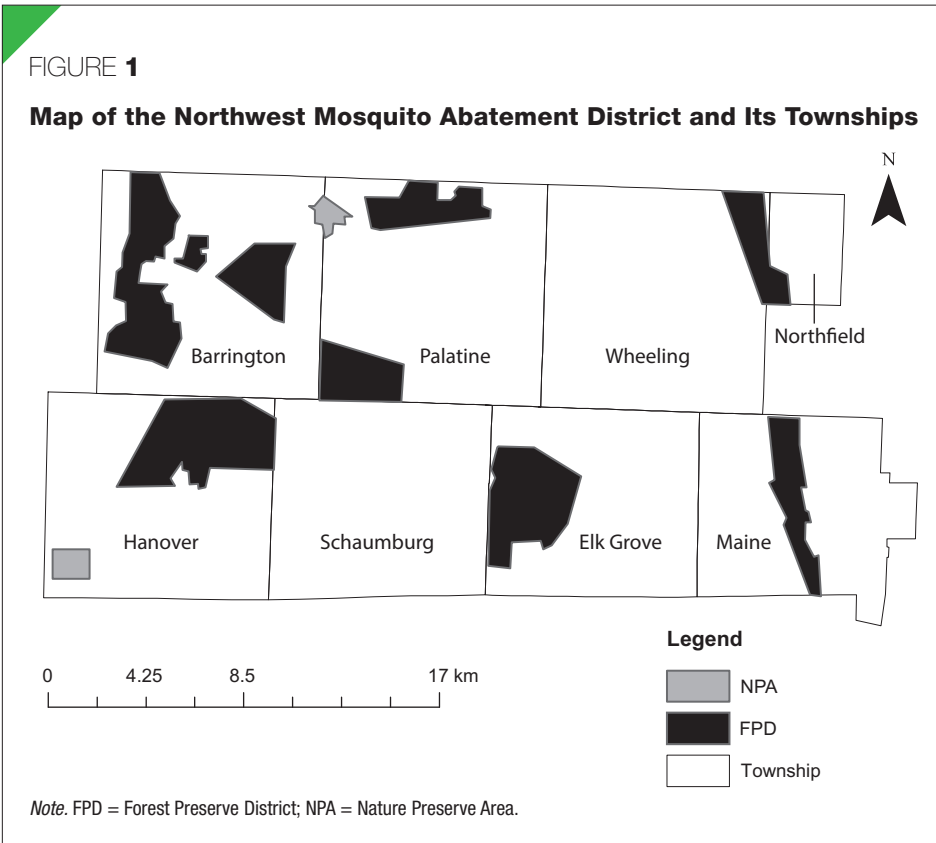 FIGURE 1
Map of the Northwest Mosquito Abatement District and Its Townships
N
Northfield
Barrington
Palatine
Wheeling
Hanover
Schaumburg
Elk Grove
Maine
Legend
0 4.25 8.5 17 km
NPA
FPD
Township
Note. FPD = Forest Preserve District; NPA = Nature Preserve Area.